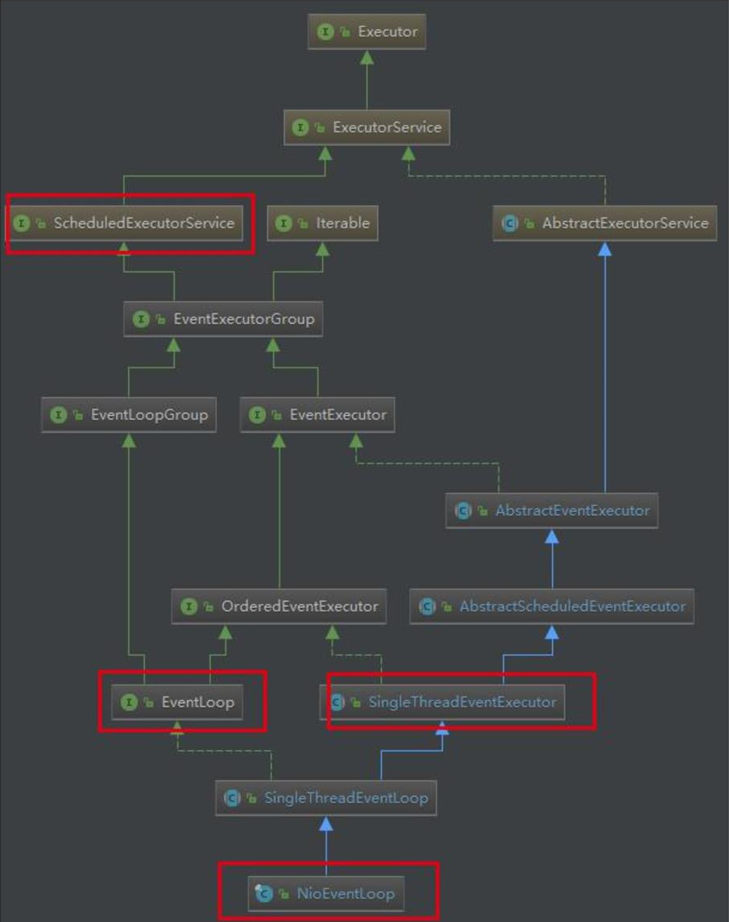 Executor
ExecutorService
ScheduledExecutorService
Iterable
AbstractExecutorService
EventExecutorGroup
EventLoopGroup
EventExecutor
AbstractEventExecutor
OrderedEventExecutor
AbstractScheduledEventExecutor
EventLoop
SingleThreadEventExecutor
SingleThreadEventLoop
NioEventLoop